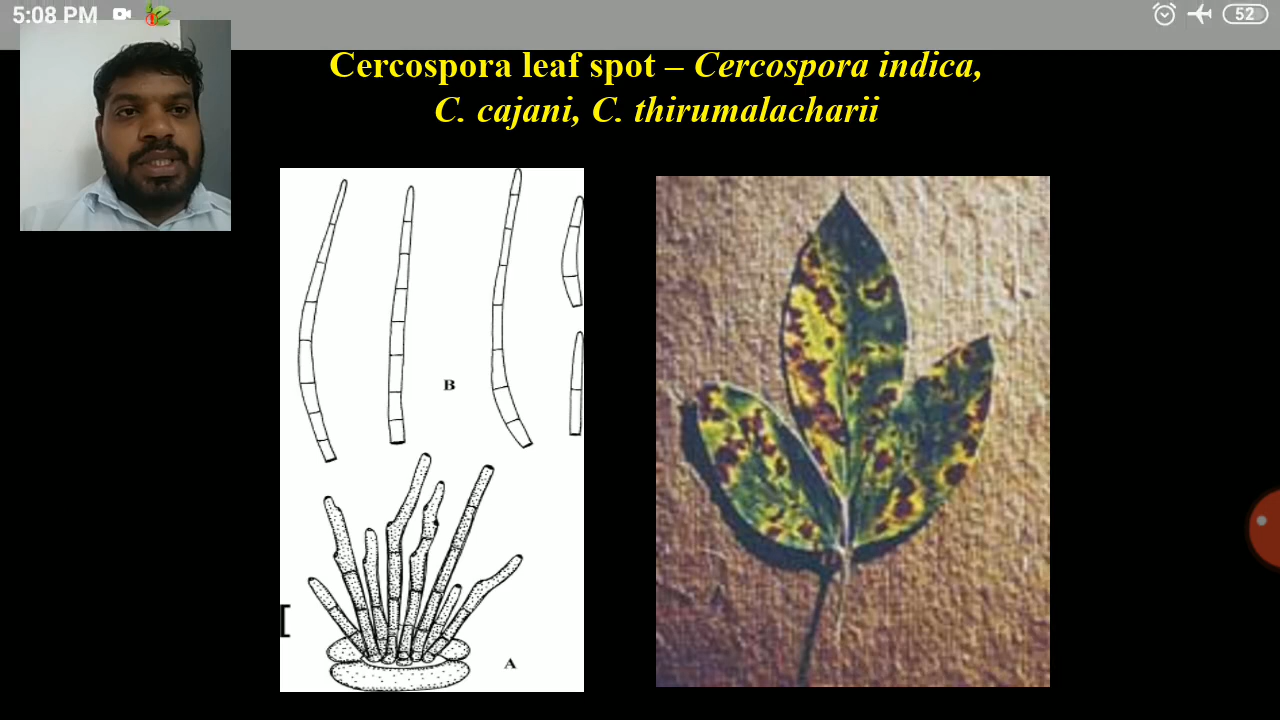 5:08 PM
52
Cercospora leaf spot – Cercospora indica,
C. cajani, C. thirumalacharii
B
A